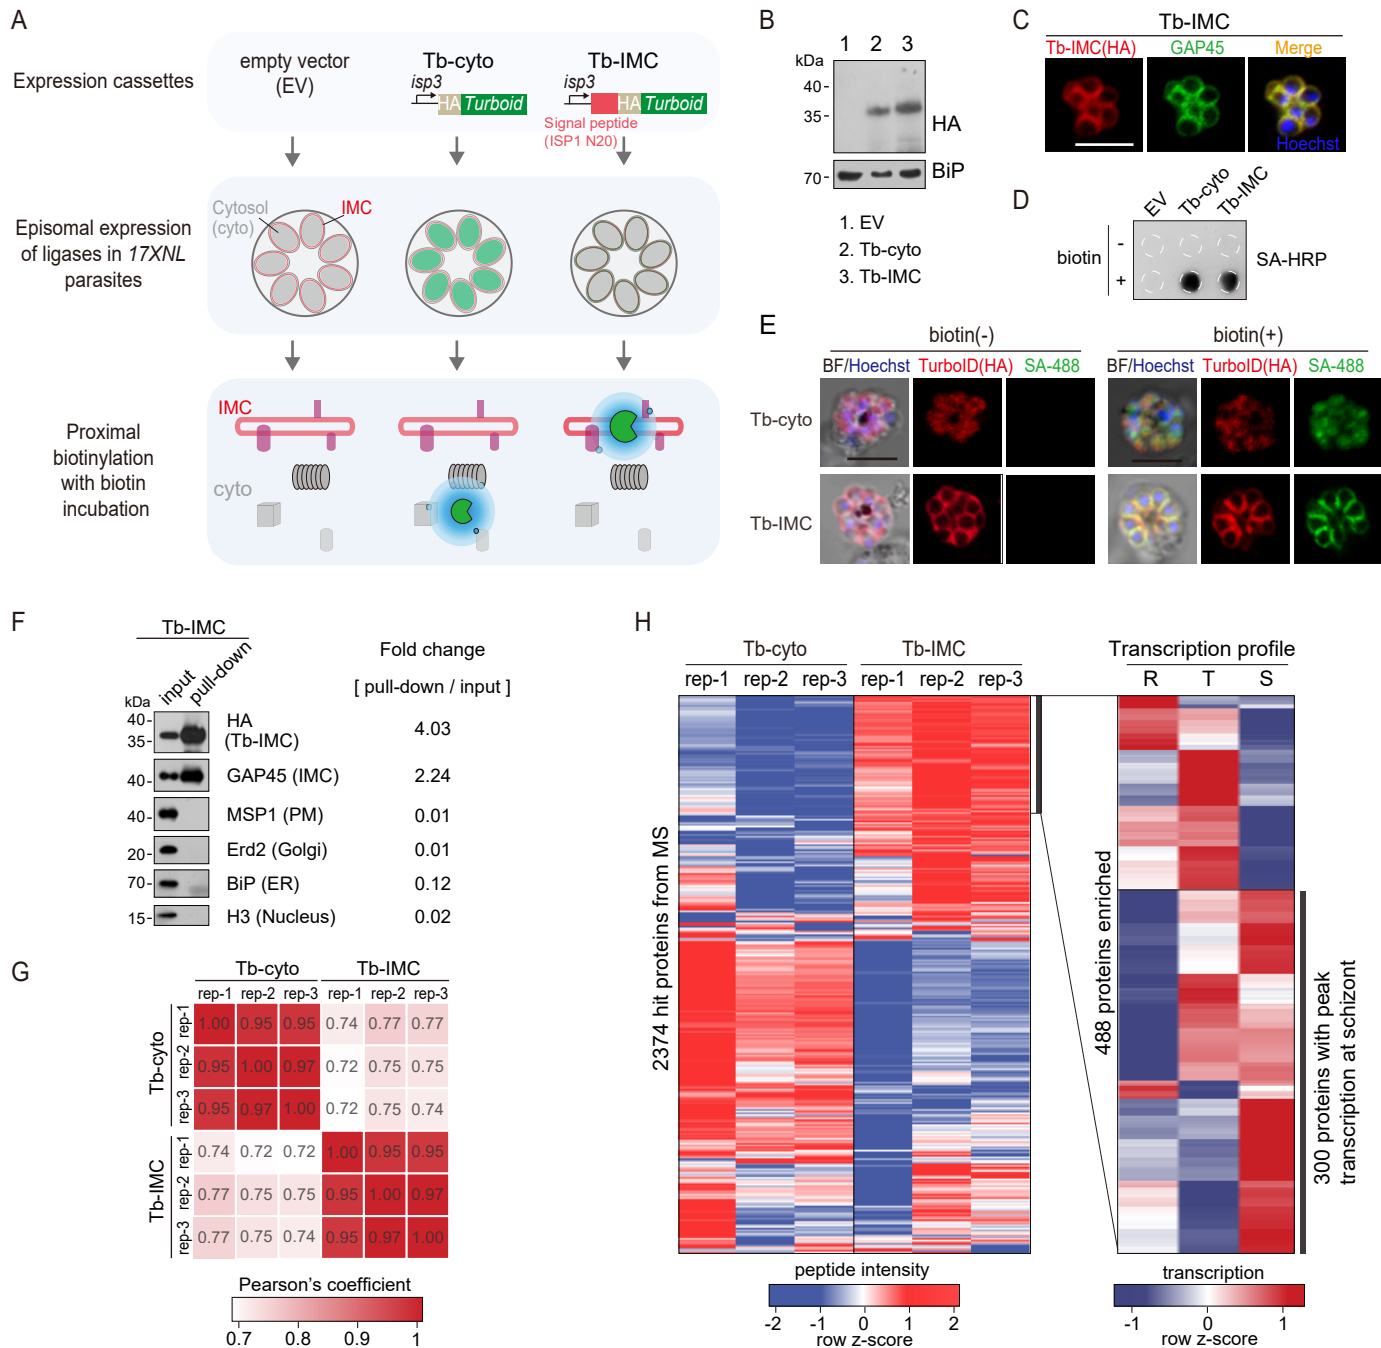 A
Expression cassettes
empty vector
(EV)
Tb-cyto
isp3
HA Turboid
Tb-IMC
isp3
HA Turboid
Signal peptide
(ISP1 N20)
Episomal expression
of ligases in 17XNL
parasites
Cytosol
(cyto)
IMC
Proximal
biotinylation
with biotin
incubation
IMC
cyto
B
1 2 3
kDa
40-
35-
HA
70-
BiP
1. EV
2. Tb-cyto
3. Tb-IMC
C
Tb-IMC
Tb-IMC(HA) GAP45 Merge
Hoechst
D
EV Tb-cyto Tb-IMC
biotin
-
+
SA-HRP
E
biotin(-) biotin(+)
BF/Hoechst TurboID(HA) SA-488 BF/Hoechst TurboID(HA) SA-488
Tb-cyto
Tb-IMC
F
Tb-IMC
input pull-down
Fold change
[ pull-down / input ]
kDa
40-
35-
HA
(Tb-IMC)
4.03
40-
GAP45 (IMC)
2.24
40-
MSP1 (PM)
0.01
20-
Erd2 (Golgi)
0.01
70-
BiP (ER)
0.12
15-
H3 (Nucleus)
0.02
G
Tb-cyto Tb-IMC
rep-1 rep-2 rep-3 rep-1 rep-2 rep-3
Tb-cyto
rep-1
1.00 0.95 0.95 0.74 0.77 0.77
rep-2
0.95 1.00 0.97 0.72 0.75 0.75
rep-3
0.95 0.97 1.00 0.72 0.75 0.74
Tb-IMC
rep-1
0.74 0.72 0.72 1.00 0.95 0.95
rep-2
0.77 0.75 0.75 0.95 1.00 0.97
rep-3
0.77 0.75 0.74 0.95 0.97 1.00
Pearson's coefficient
0.7 0.8 0.9 1
H
Tb-cyto Tb-IMC
rep-1 rep-2 rep-3 rep-1 rep-2 rep-3
2374 hit proteins from MS
peptide intensity
-2 -1 0 1 2
row z-score
Transcription profile
R T S
488 proteins enriched
300 proteins with peak
transcription at schizont
transcription
-1 0 1
row z-score